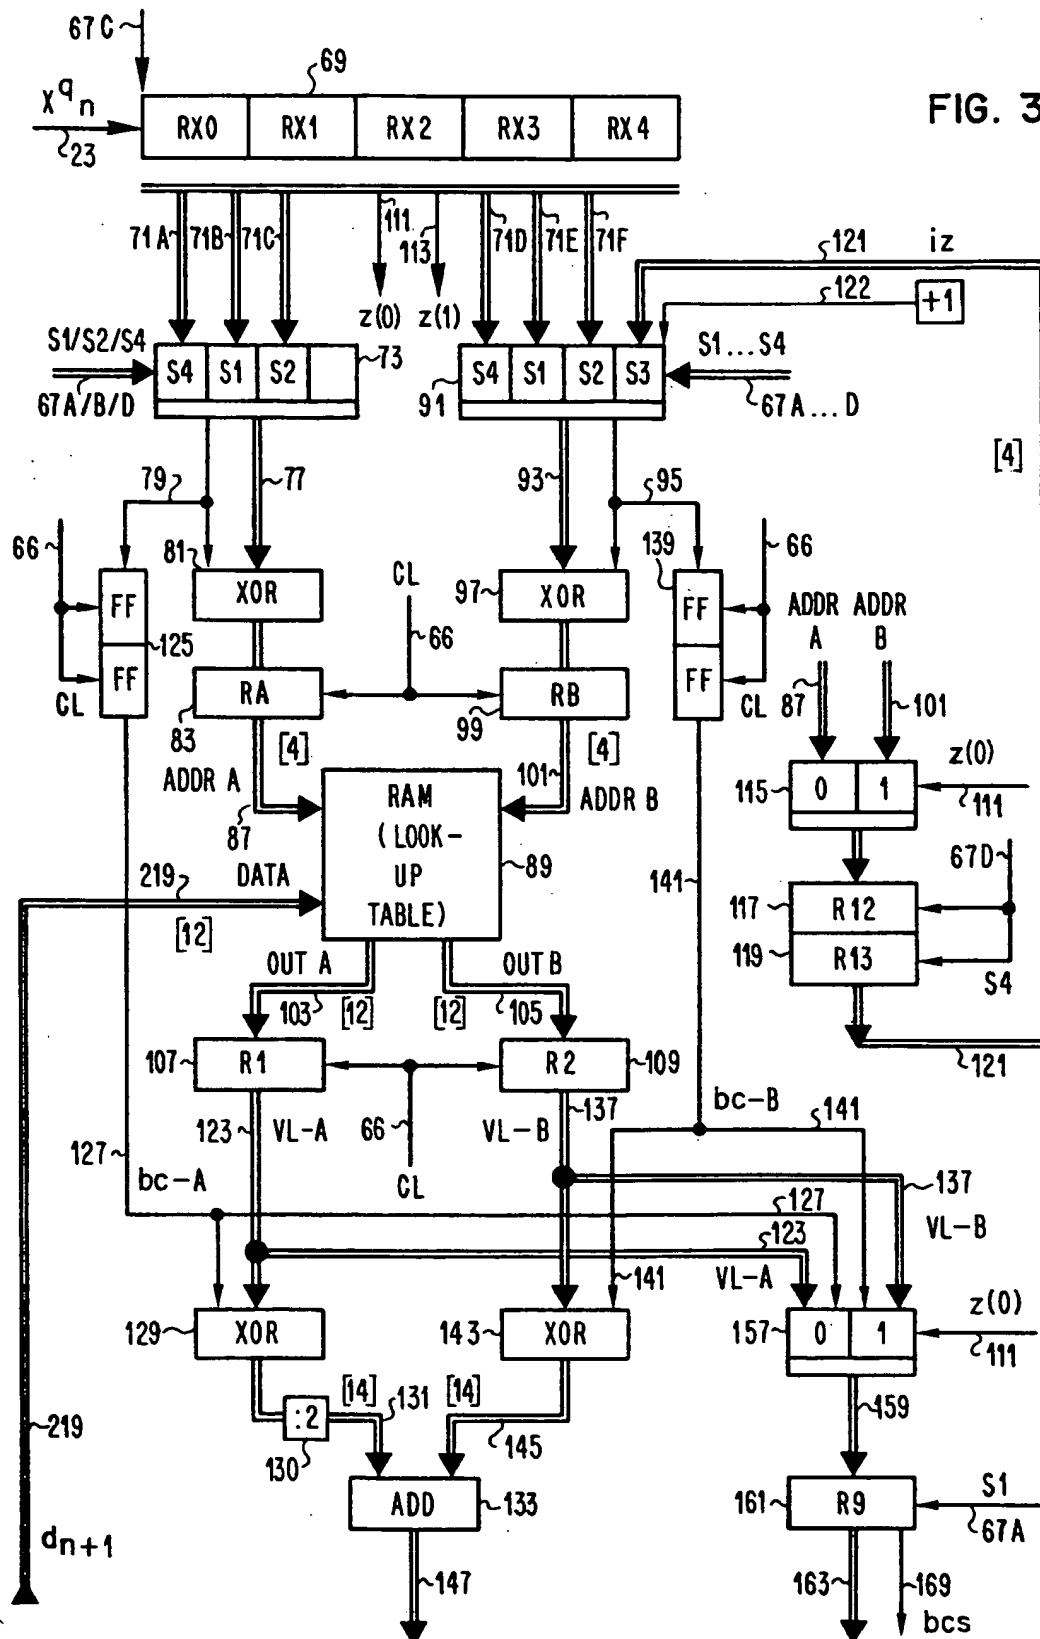 67C
69
FIG. 3
X^q_n
23
RX0 RX1 RX2 RX3 RX4
71A 71B 71C 111 113 71D 71E 71F
121 iz
122 +1
z(0) z(1)
S1/S2/S4
S4 S1 S2
73
S4 S1 S2 S3
S1...S4
67A/B/D
91
67A...D
[4]
79 77 93 95
66 81 CL 97 139 66
XOR XOR
FF FF
66
ADDR A ADDR B
125
FF FF
CL RA RB CL
83 99 87 101
[4] [4]
ADDR A 101 ADDR B
z(0)
115 0 1
111
87
RAM
(LOOK-
UP
TABLE)
89
67D
219 DATA
141
[12]
117 R12
119 R13
S4
OUT A OUT B
103 [12] [12] 105
121
107 R1 R2 109
bc-B
123 VL-A 66 VL-B 137 141
127
CL
bc-A
137
127
VL-B
123
VL-A
141
129 XOR 143 XOR
157 0 1
z(0)
111
[14] 131 [14]
:2
130
145
159
219
ADD 133
161 R9
S1
67A
dn+1
147
163 169
bcs